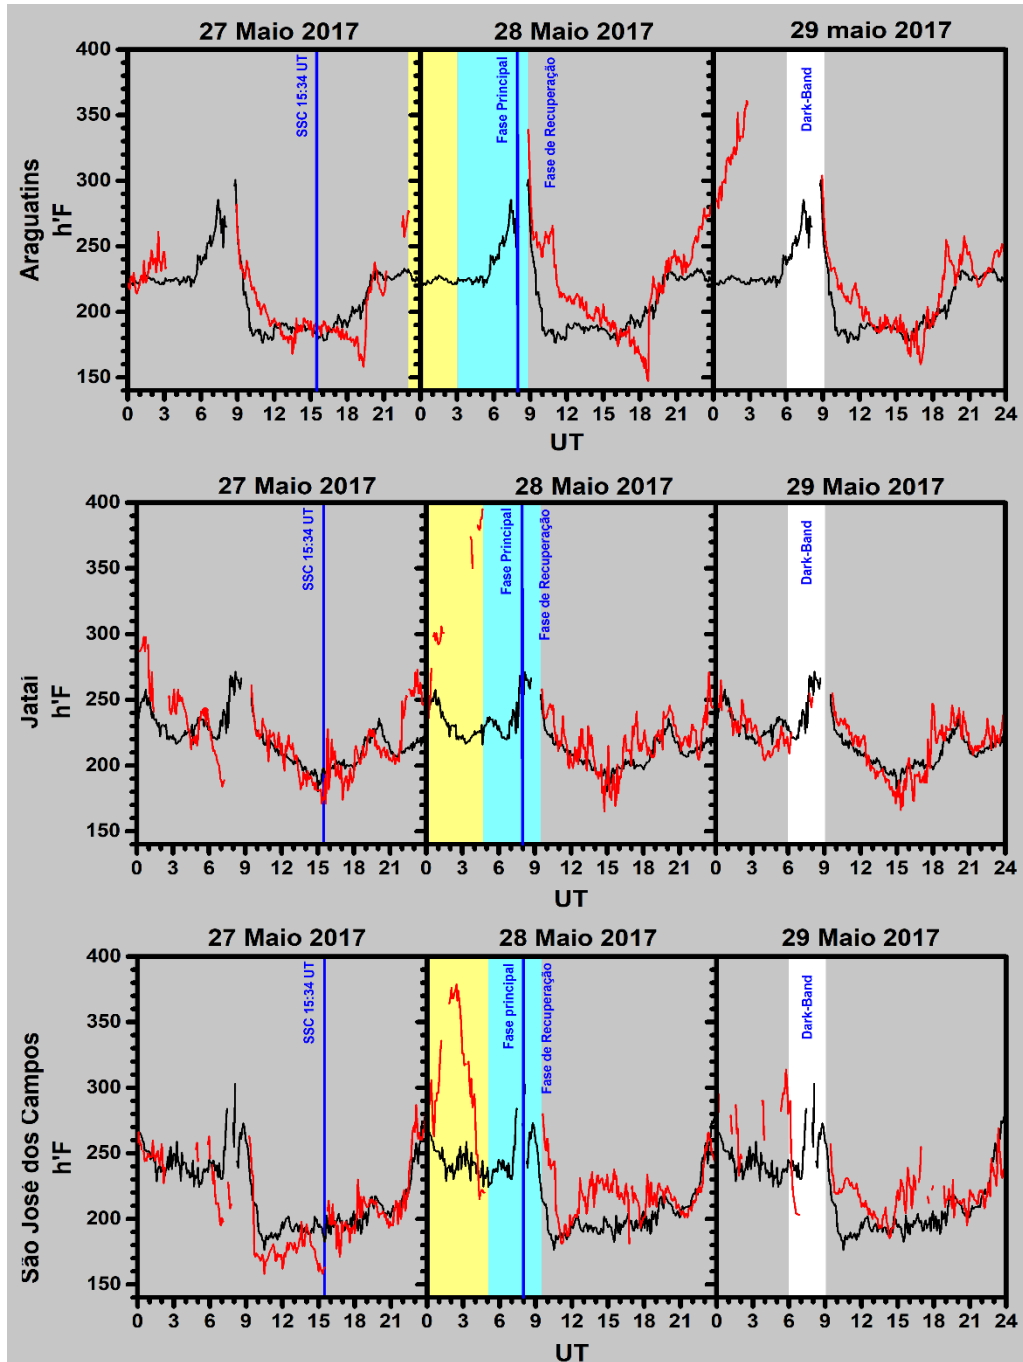 27 Maio 2017 28 Maio 2017 29 maio 2017
400
350
300
250
200
150
Araguatins
h'F
SSC 15:34 UT
Fase Principal
Fase de Recuperação
Dark-Band
0 3 6 9 12 15 18 21 0 3 6 9 12 15 18 21 0 3 6 9 12 15 18 21 24
UT
27 Maio 2017 28 Maio 2017 29 Maio 2017
400
350
300
250
200
150
Jatai
h'F
SSC 15:34 UT
Fase Principal
Fase de Recuperação
Dark-Band
0 3 6 9 12 15 18 21 0 3 6 9 12 15 18 21 0 3 6 9 12 15 18 21 24
UT
27 Maio 2017 28 Maio 2017 29 Maio 2017
400
350
300
250
200
150
São José dos Campos
h'F
SSC 15:34 UT
Fase principal
Fase de Recuperação
Dark-Band
0 3 6 9 12 15 18 21 0 3 6 9 12 15 18 21 0 3 6 9 12 15 18 21 24
UT